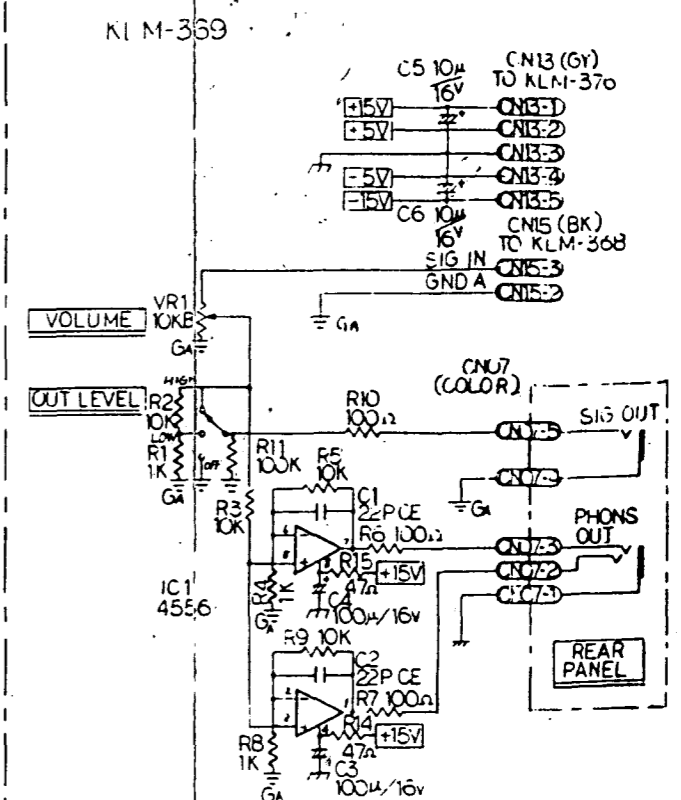 KLM-369
C5 10μ
16V
CN13 (GY)
TO KLM-370
+15V
CN13-1
+5V
CN13-2
CN13-3
-5V
CN13-4
-15V
CN13-5
C6 10μ
16V
CN15 (BK)
TO KLM-368
SIG IN
CN15-3
GND A
CN15-2
VOLUME
VR1
10KB
GA
GA
OUT LEVEL
HIGH
R2
10K
LOW
R1
1K
OFF
GA
R10
100Ω
CN07
(COLOR)
CN07-5
SIG OUT
R11
100K
R5
10K
GA
R3
10K
C1
22P CE
R6 100Ω
PHONS
OUT
CN07-3
CN07-2
7
R15
47Ω
+15V
R4
1K
C4
100μ/16V
GA
IC1
4556
R9 10K
C2
22P CE
R7 100Ω
1
R14
47Ω
+15V
R8
1K
C3
100μ/16V
GA
REAR
PANEL